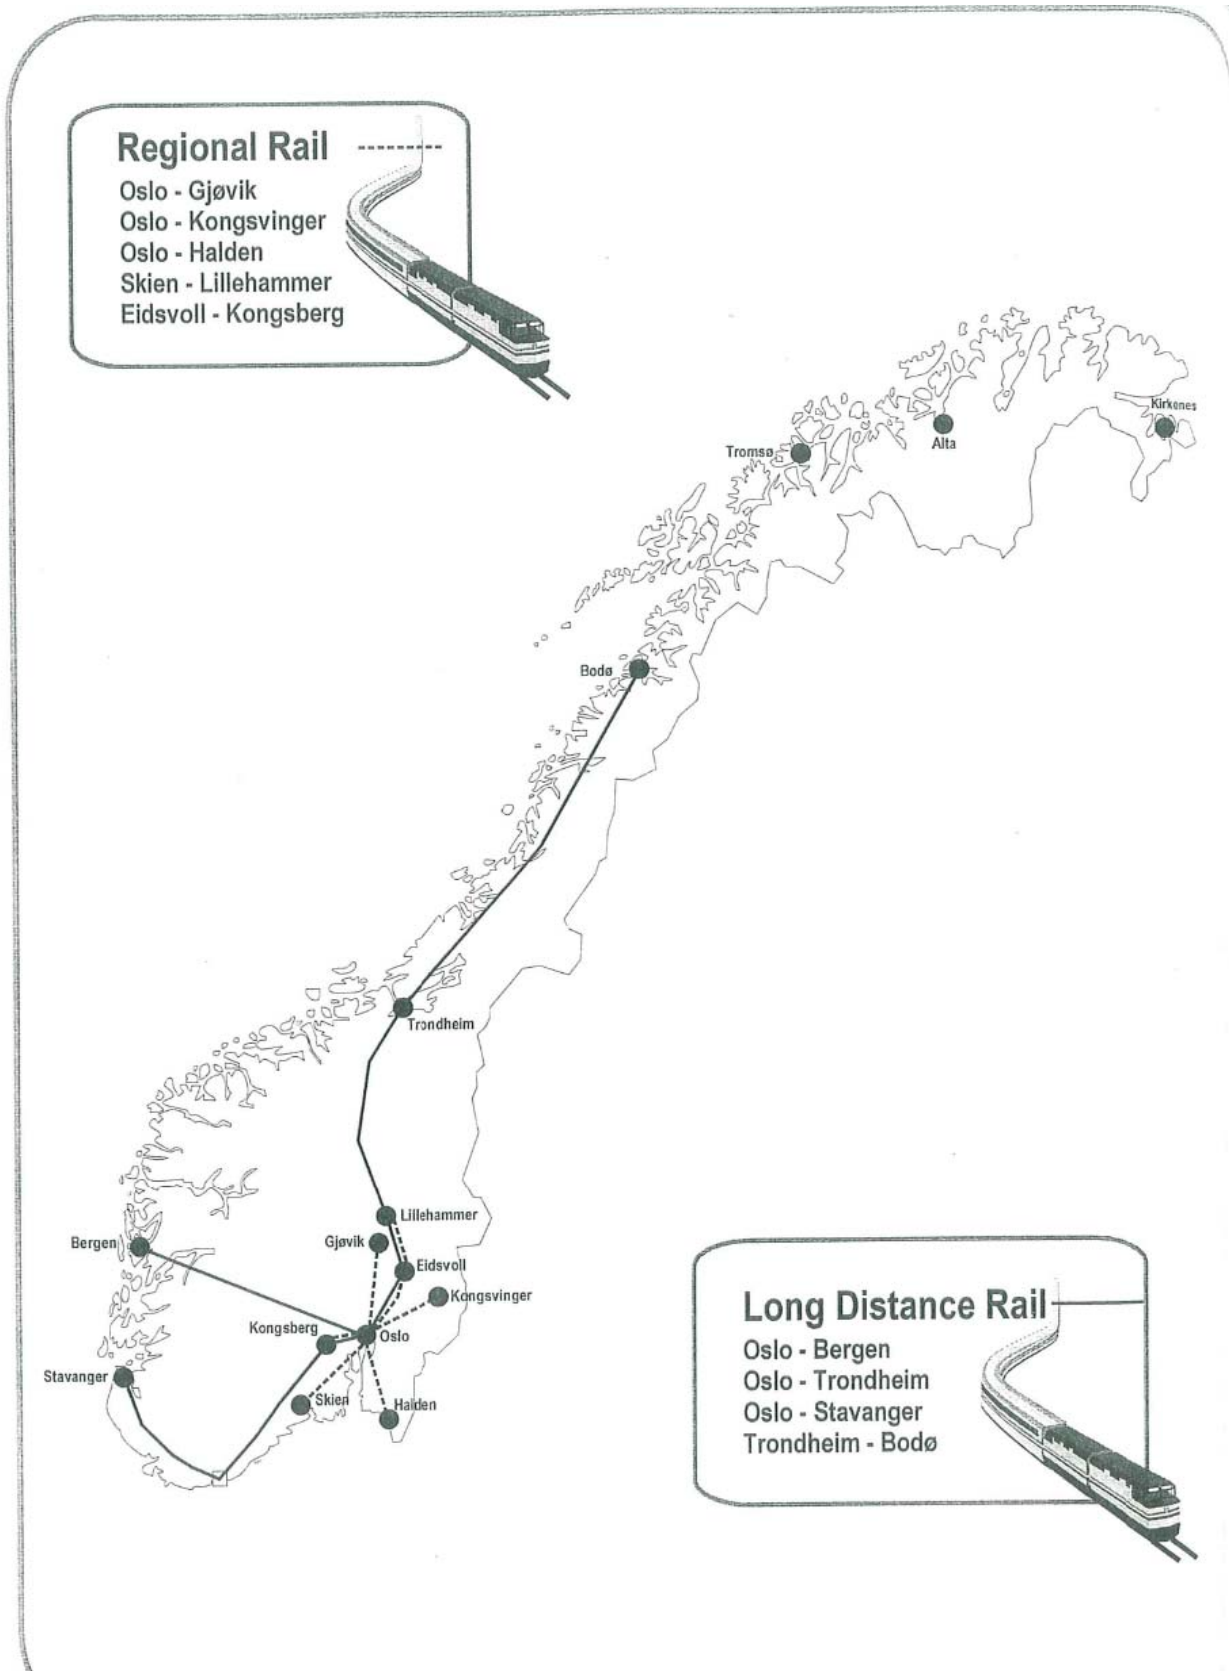 Regional Rail
Oslo - Gjøvik
Oslo - Kongsvinger
Oslo - Halden
Skien - Lillehammer
Eidsvoll - Kongsberg
Kirkenes
Alta
Tromsø
Bodø
Trondheim
Lillehammer
Gjøvik
Bergen
Eidsvoll
Kongsvinger
Kongsberg
Oslo
Stavanger
Skien
Halden
Long Distance Rail
Oslo - Bergen
Oslo - Trondheim
Oslo - Stavanger
Trondheim - Bodø